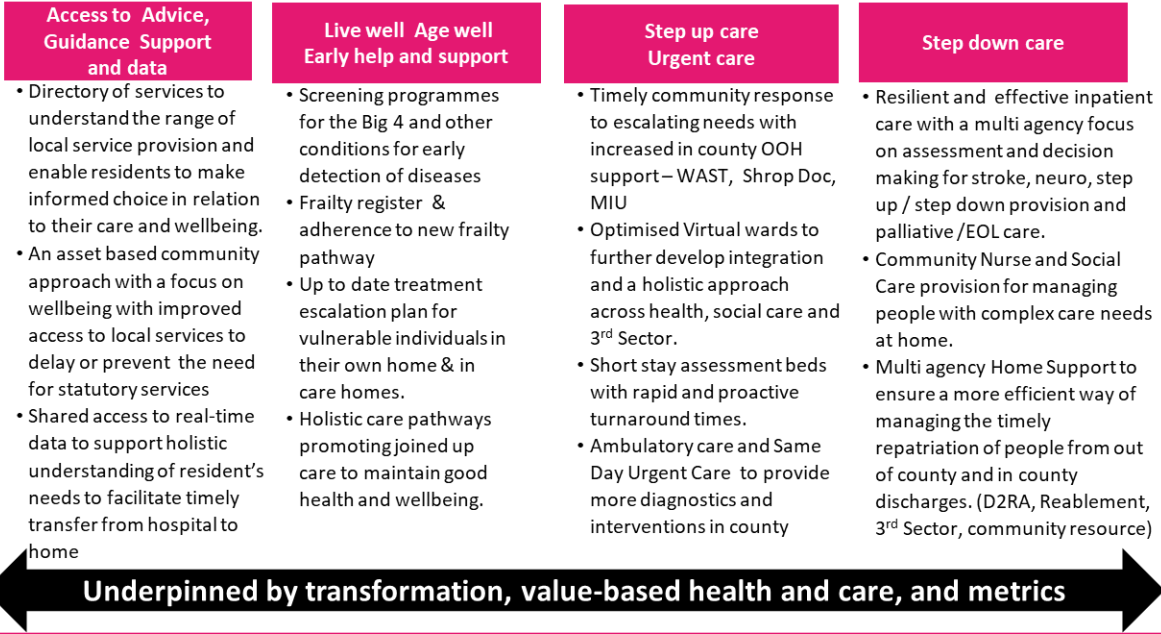 Access to Advice,
Guidance Support
and data
• Directory of services to
understand the range of
local service provision and
enable residents to make
informed choice in relation
to their care and wellbeing.
• An asset based community
approach with a focus on
wellbeing with improved
access to local services to
delay or prevent the need
for statutory services
• Shared access to real-time
data to support holistic
understanding of resident’s
needs to facilitate timely
transfer from hospital to
home
Live well Age well
Early help and support
• Screening programmes
for the Big 4 and other
conditions for early
detection of diseases
• Frailty register &
adherence to new frailty
pathway
• Up to date treatment
escalation plan for
vulnerable individuals in
their own home & in
care homes.
• Holistic care pathways
promoting joined up
care to maintain good
health and wellbeing.
Step up care
Urgent care
• Timely community response
to escalating needs with
increased in county OOH
support – WAST, Shrop Doc,
MIU
• Optimised Virtual wards to
further develop integration
and a holistic approach
across health, social care and
3rd Sector.
• Short stay assessment beds
with rapid and proactive
turnaround times.
• Ambulatory care and Same
Day Urgent Care to provide
more diagnostics and
interventions in county
Step down care
• Resilient and effective inpatient
care with a multi agency focus
on assessment and decision
making for stroke, neuro, step
up / step down provision and
palliative /EOL care.
• Community Nurse and Social
Care provision for managing
people with complex care needs
at home.
• Multi agency Home Support to
ensure a more efficient way of
managing the timely
repatriation of people from out
of county and in county
discharges. (D2RA, Reablement,
3rd Sector, community resource)
Underpinned by transformation, value-based health and care, and metrics